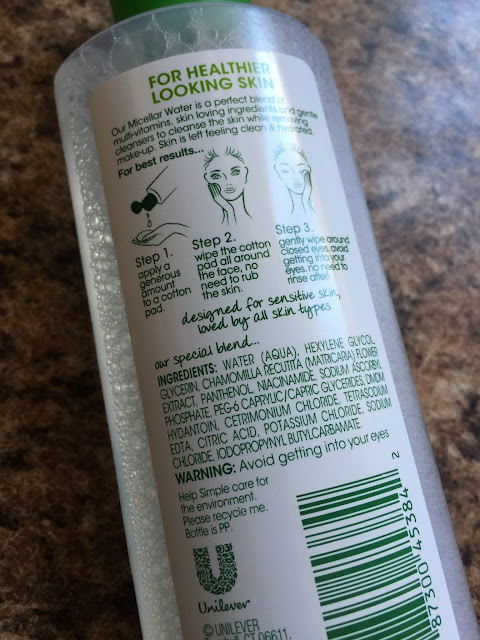 FOR HEALTHIER
LOOKING SKIN
Our Micellar Water is a perfect blend of
multi-vitamins, skin loving ingredients and gentle
cleansers to cleanse the skin while removing
make-up. Skin is left feeling clean & hydrated.
For best results...
Step 1.
apply a
generous
amount
to a cotton
pad.
Step 2.
wipe the cotton
pad all around
the face, no
need to rub
the skin.
Step 3.
gently wipe around
closed eyes, avoid
getting into your
eyes, no need to
rinse after!
designed for sensitive skin,
loved by all skin types
our special blend...
INGREDIENTS: WATER (AQUA), HEXYLENE GLYCOL,
GLYCERIN, CHAMOMILLA RECUTITA (MATRICARIA) FLOWER
EXTRACT, PANTHENOL, NIACINAMIDE, SODIUM ASCORBYL
PHOSPHATE, PEG-6 CAPRYLIC/CAPRIC GLYCERIDES, DMDM
HYDANTOIN, CETRIMONIUM CHLORIDE, TETRASODIUM
EDTA, CITRIC ACID, POTASSIUM CHLORIDE, SODIUM
CHLORIDE, IODOPROPYNYL BUTYLCARBAMATE.
WARNING: Avoid getting into your eyes
Help Simple care for
the environment.
Please recycle me.
Bottle is PP.
Unilever
© UNILEVER
CT 06611
87300 45384 2